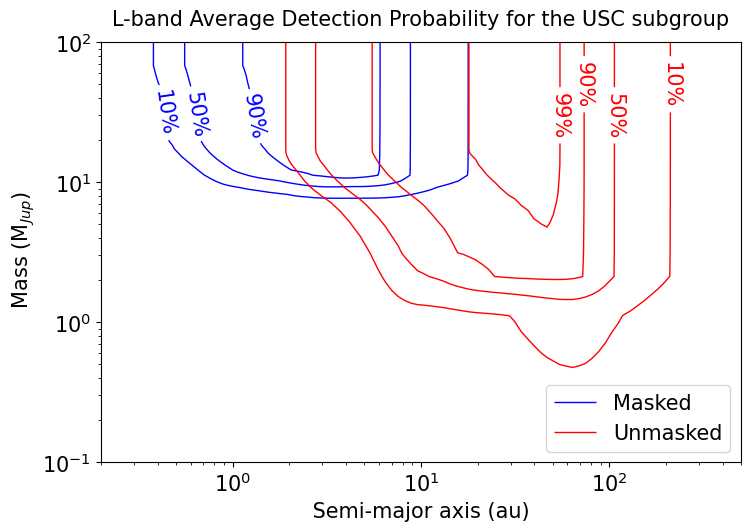 L-band Average Detection Probability for the USC subgroup
10²
10¹
10⁰
10⁻¹
Mass (M_Jup)
10%
50%
90%
99%
90%
50%
10%
Masked
Unmasked
10⁰
10¹
10²
Semi-major axis (au)